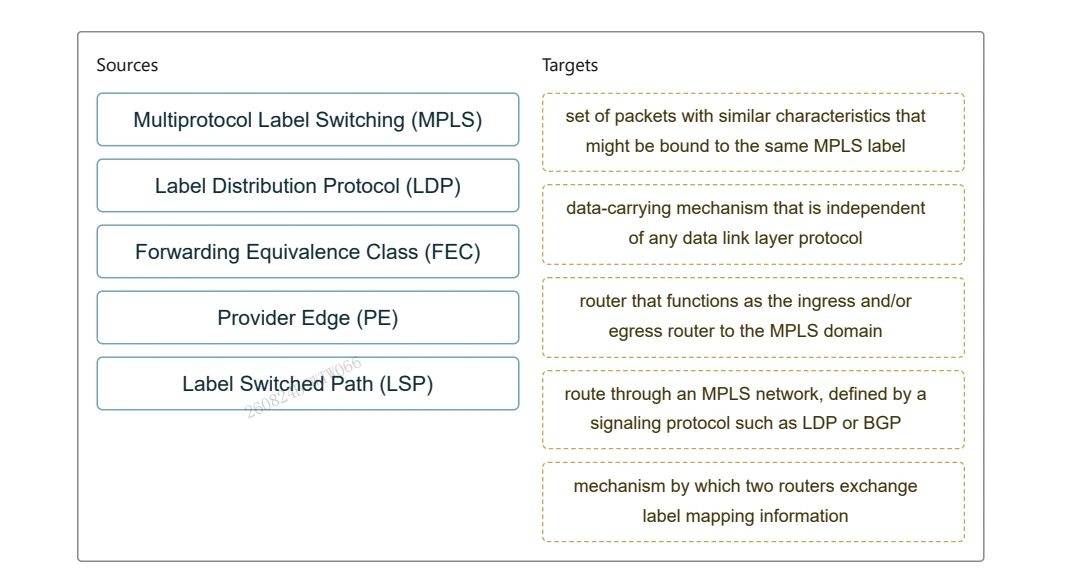 Sources
Multiprotocol Label Switching (MPLS)
Label Distribution Protocol (LDP)
Forwarding Equivalence Class (FEC)
Provider Edge (PE)
Label Switched Path (LSP)
Targets
set of packets with similar characteristics that
might be bound to the same MPLS label
data-carrying mechanism that is independent
of any data link layer protocol
router that functions as the ingress and/or
egress router to the MPLS domain
route through an MPLS network, defined by a
signaling protocol such as LDP or BGP
mechanism by which two routers exchange
label mapping information